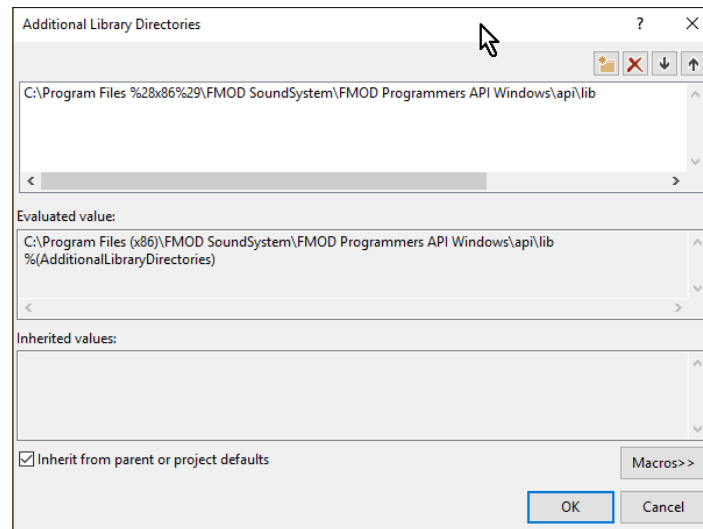 Additional Library Directories
C:\Program Files %28x86%29\FMOD SoundSystem\FMOD Programmers API Windows\api\lib
Evaluated value:
C:\Program Files (x86)\FMOD SoundSystem\FMOD Programmers API Windows\api\lib
%(AdditionalLibraryDirectories)
Inherited values:
Inherit from parent or project defaults
Macros>>
OK
Cancel